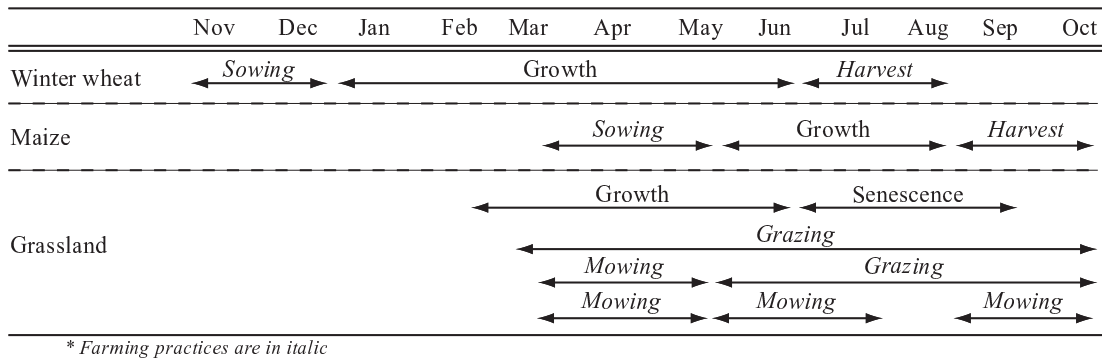 Nov Dec Jan Feb Mar Apr May Jun Jul Aug Sep Oct
Winter wheat Sowing Growth Harvest
Maize Sowing Growth Harvest
Growth Senescence
Grassland
Grazing
Mowing Grazing
Mowing Mowing Mowing
* Farming practices are in italic